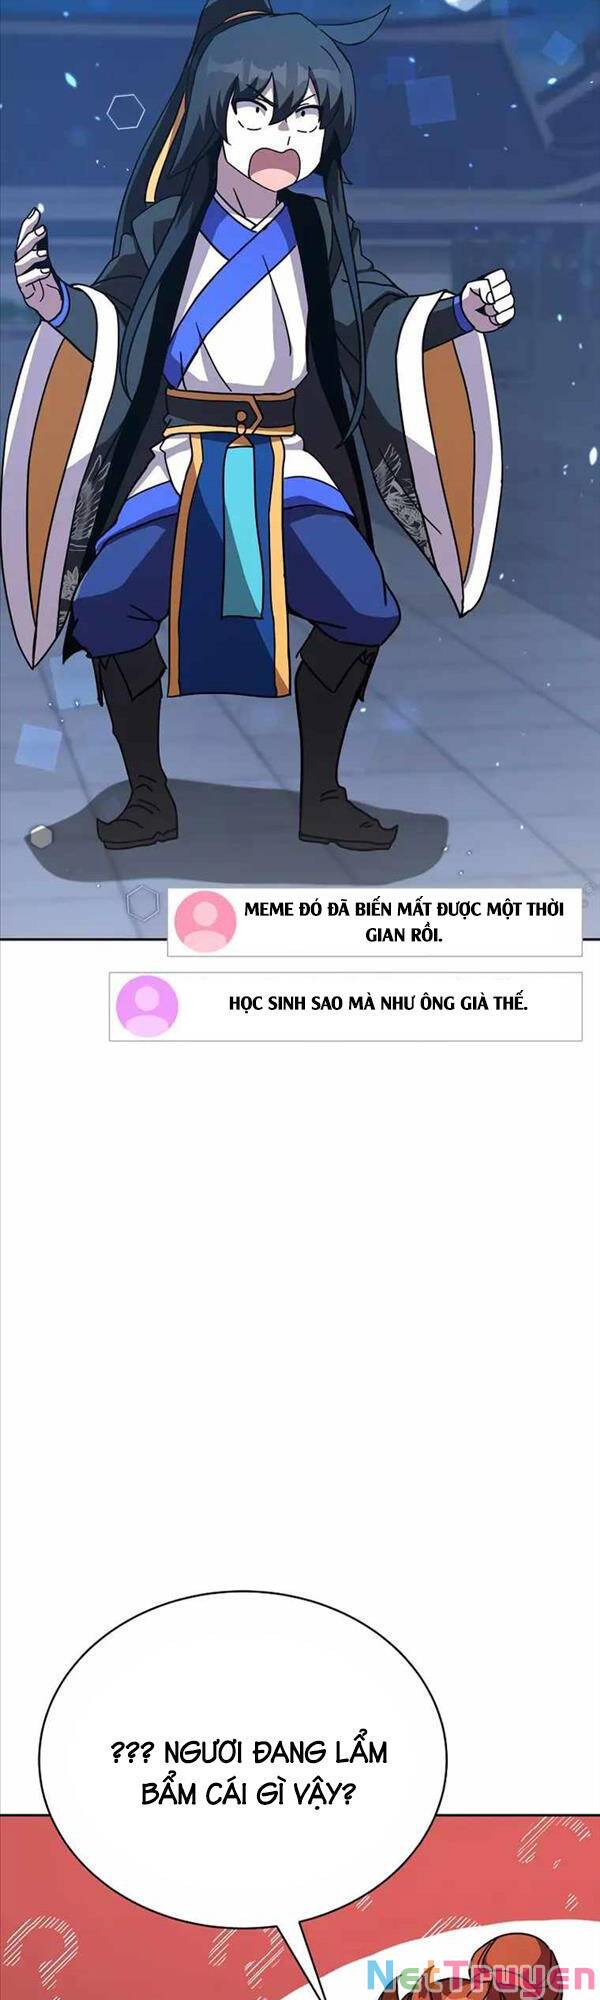 MEME ĐÓ ĐÃ BIẾN MẤT ĐƯỢC MỘT THỜI
GIAN RỒI.
HỌC SINH SAO MÀ NHƯ ÔNG GIÀ THẾ.
??? NGƯƠI ĐANG LẨM
BẨM CÁI GÌ VẬY?
NetTruyen